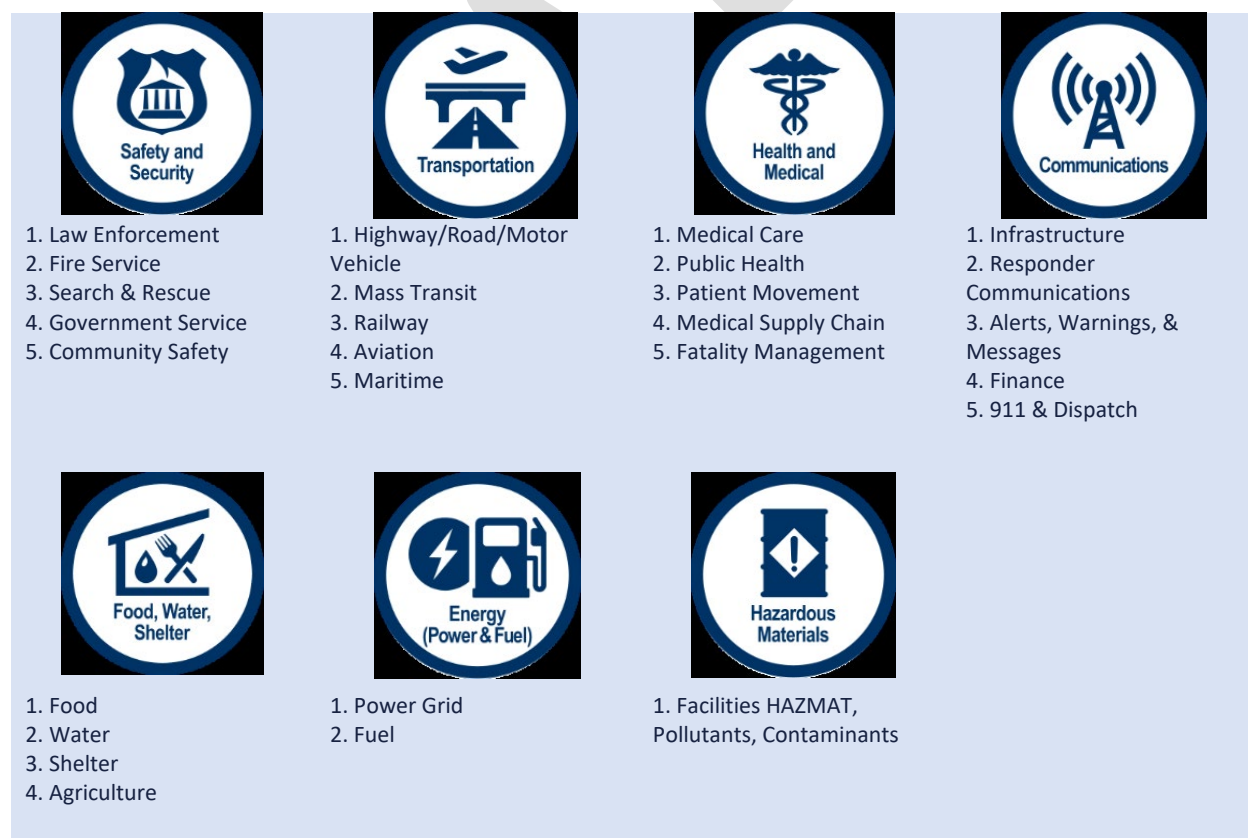 Safety and
Security
1. Law Enforcement
2. Fire Service
3. Search & Rescue
4. Government Service
5. Community Safety
Transportation
1. Highway/Road/Motor
Vehicle
2. Mass Transit
3. Railway
4. Aviation
5. Maritime
Health and
Medical
1. Medical Care
2. Public Health
3. Patient Movement
4. Medical Supply Chain
5. Fatality Management
Communications
1. Infrastructure
2. Responder
Communications
3. Alerts, Warnings, &
Messages
4. Finance
5. 911 & Dispatch
Food, Water,
Shelter
1. Food
2. Water
3. Shelter
4. Agriculture
Energy
(Power & Fuel)
1. Power Grid
2. Fuel
Hazardous
Materials
1. Facilities HAZMAT,
Pollutants, Contaminants